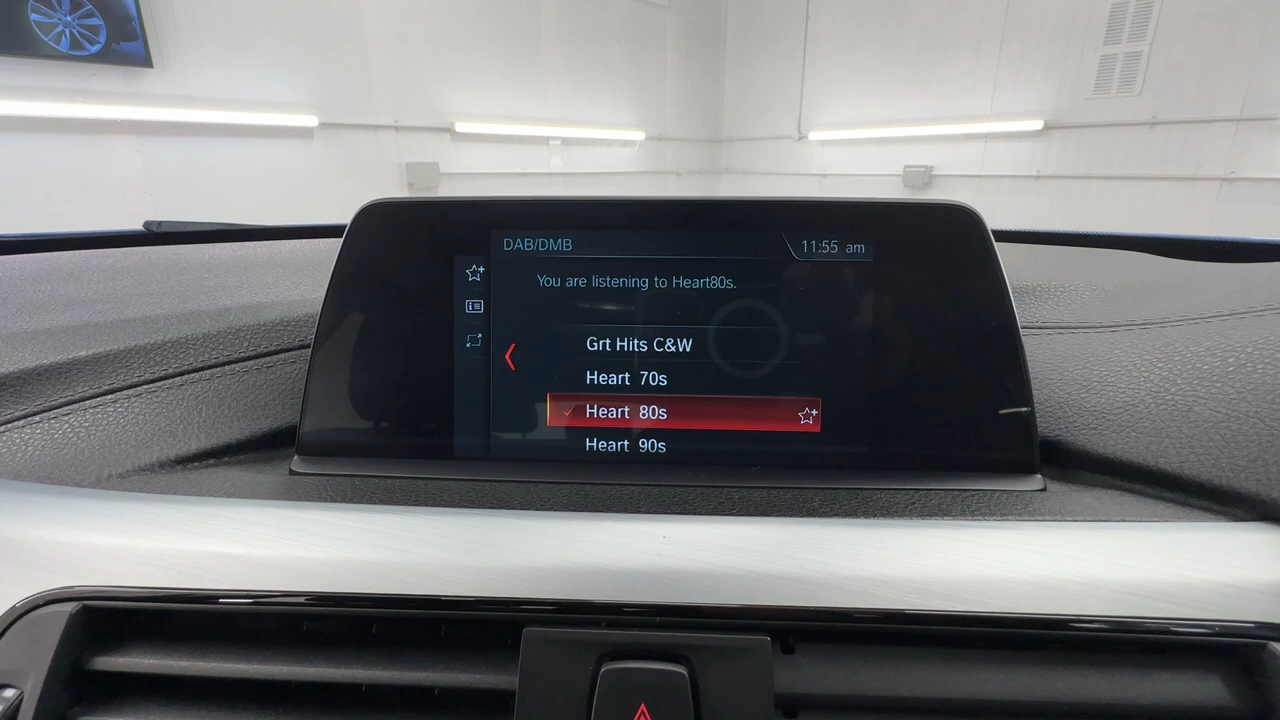 DAB/DMB
11:55 am
You are listening to Heart80s.
Grt Hits C&W
Heart 70s
Heart 80s
Heart 90s